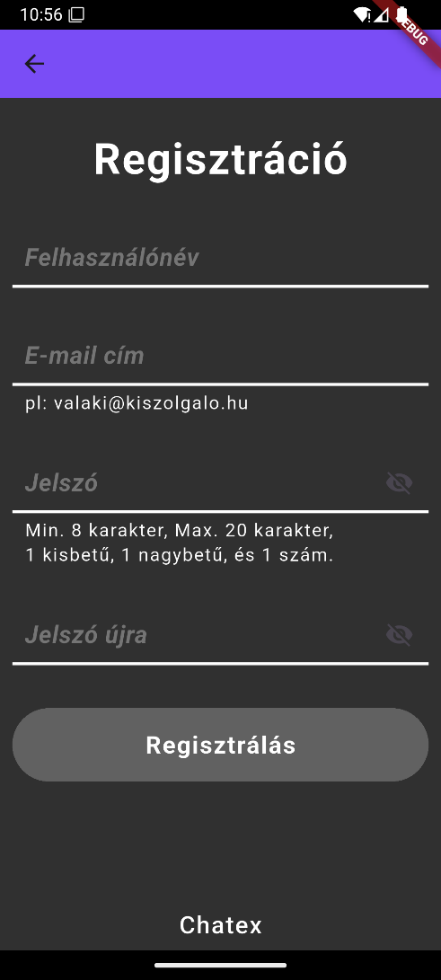 10:56
DEBUG
Regisztráció
Felhasználónév
E-mail cím
pl: valaki@kiszolgalo.hu
Jelszó
Min. 8 karakter, Max. 20 karakter,
1 kisbetű, 1 nagybetű, és 1 szám.
Jelszó újra
Regisztrálás
Chatex